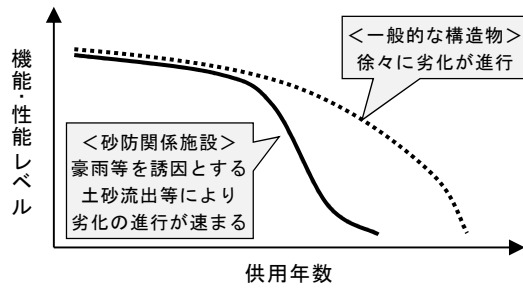 機能・性能レベル
＜一般的な構造物＞
徐々に劣化が進行
＜砂防関係施設＞
豪雨等を誘因とする
土砂流出等により
劣化の進行が速まる
供用年数